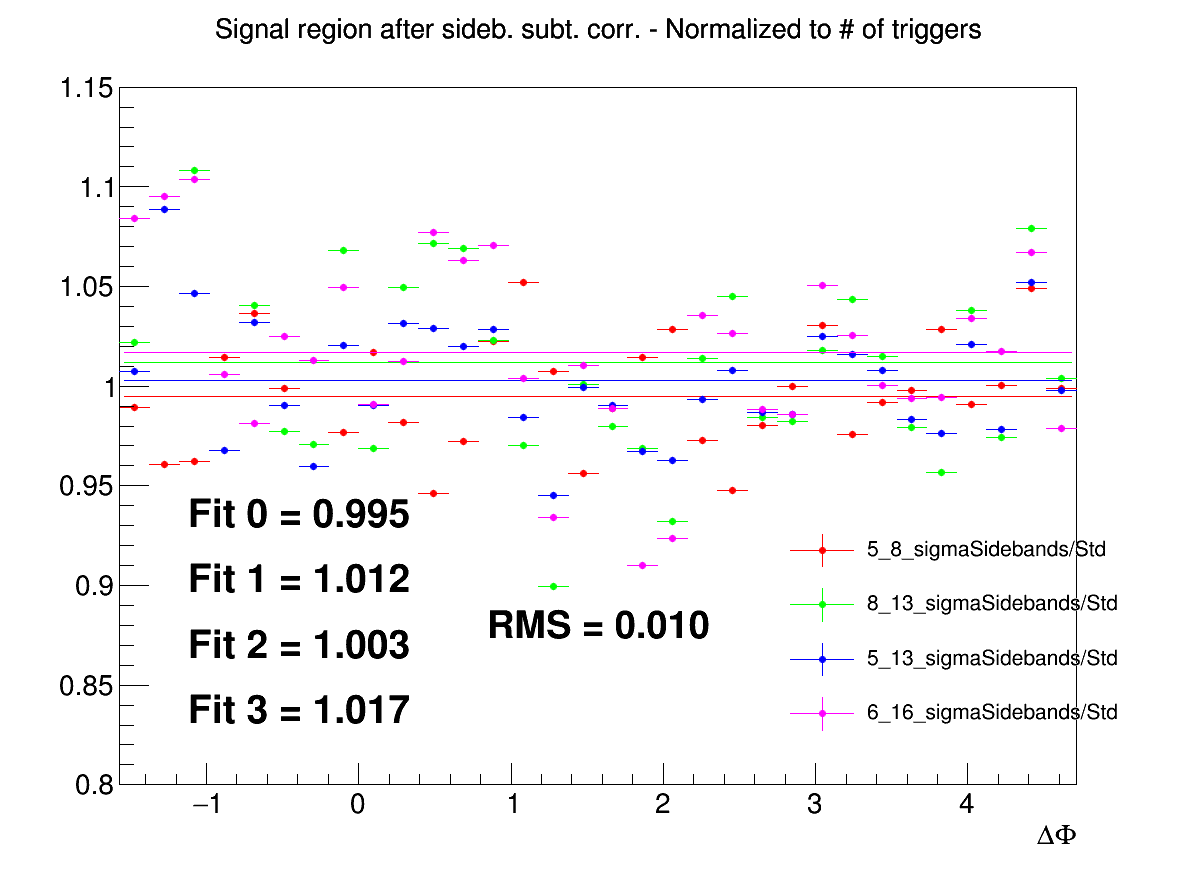 Signal region after sideb. subt. corr. - Normalized to # of triggers
1.15
1.1
1.05
1
0.95
0.9
0.85
0.8
Fit 0 = 0.995
Fit 1 = 1.012
Fit 2 = 1.003
Fit 3 = 1.017
RMS = 0.010
5_8_sigmaSidebands/Std
8_13_sigmaSidebands/Std
5_13_sigmaSidebands/Std
6_16_sigmaSidebands/Std
−1 0 1 2 3 4
ΔΦ